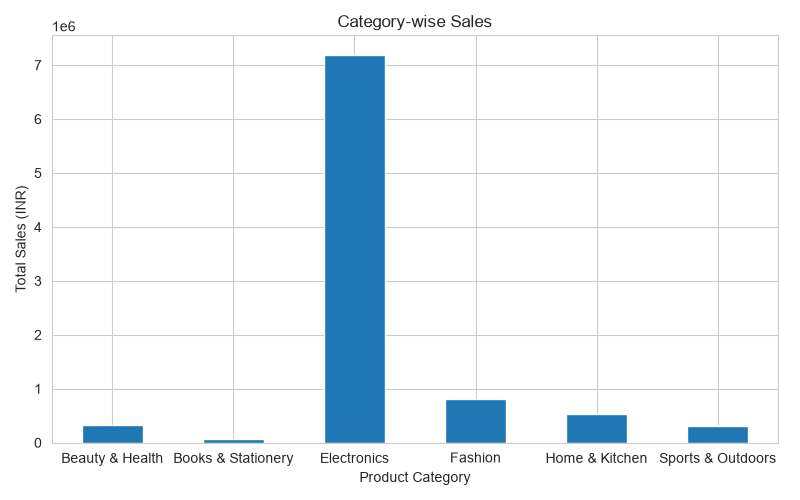 Category-wise Sales
1e6
7
6
5
4
3
2
1
0
Total Sales (INR)
Beauty & Health Books & Stationery Electronics Fashion Home & Kitchen Sports & Outdoors
Product Category